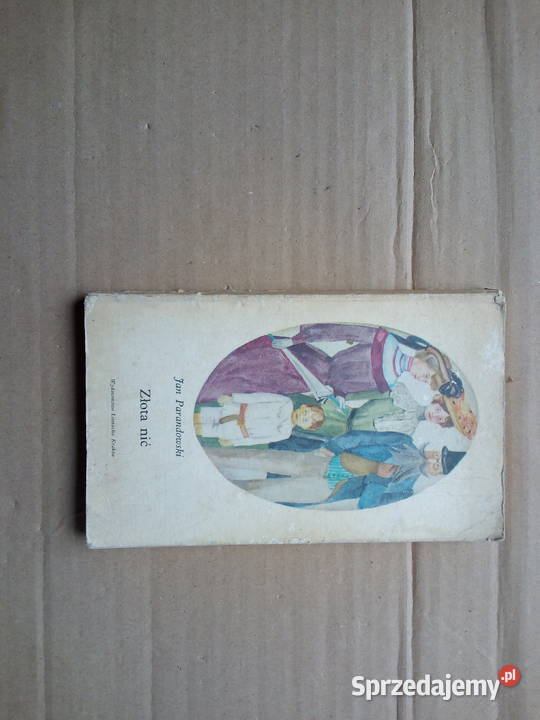 Jan Parandowski
Złota nić
Wydawnictwo Literackie Kraków
Sprzedajemy.pl